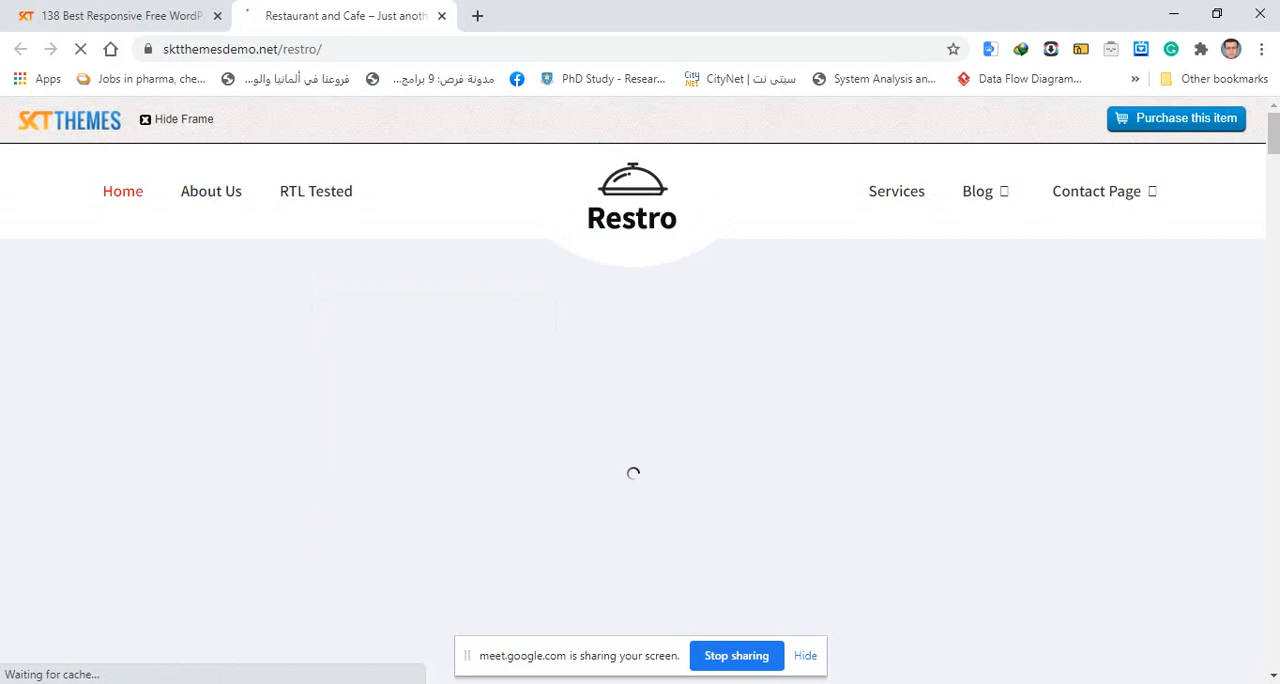 138 Best Responsive Free WordP
Restaurant and Cafe – Just anoth
sktthemesdemo.net/restro/
Apps
Jobs in pharma, che...
فروعنا في ألمانيا والو...
مدونة فرص: 9 برامج...
PhD Study - Resear...
CityNet | سیتی نت
System Analysis an...
Data Flow Diagram...
»
Other bookmarks
SKT THEMES
Hide Frame
Purchase this item
Home
About Us
RTL Tested
Restro
Services
Blog
Contact Page
meet.google.com is sharing your screen.
Stop sharing
Hide
Waiting for cache...